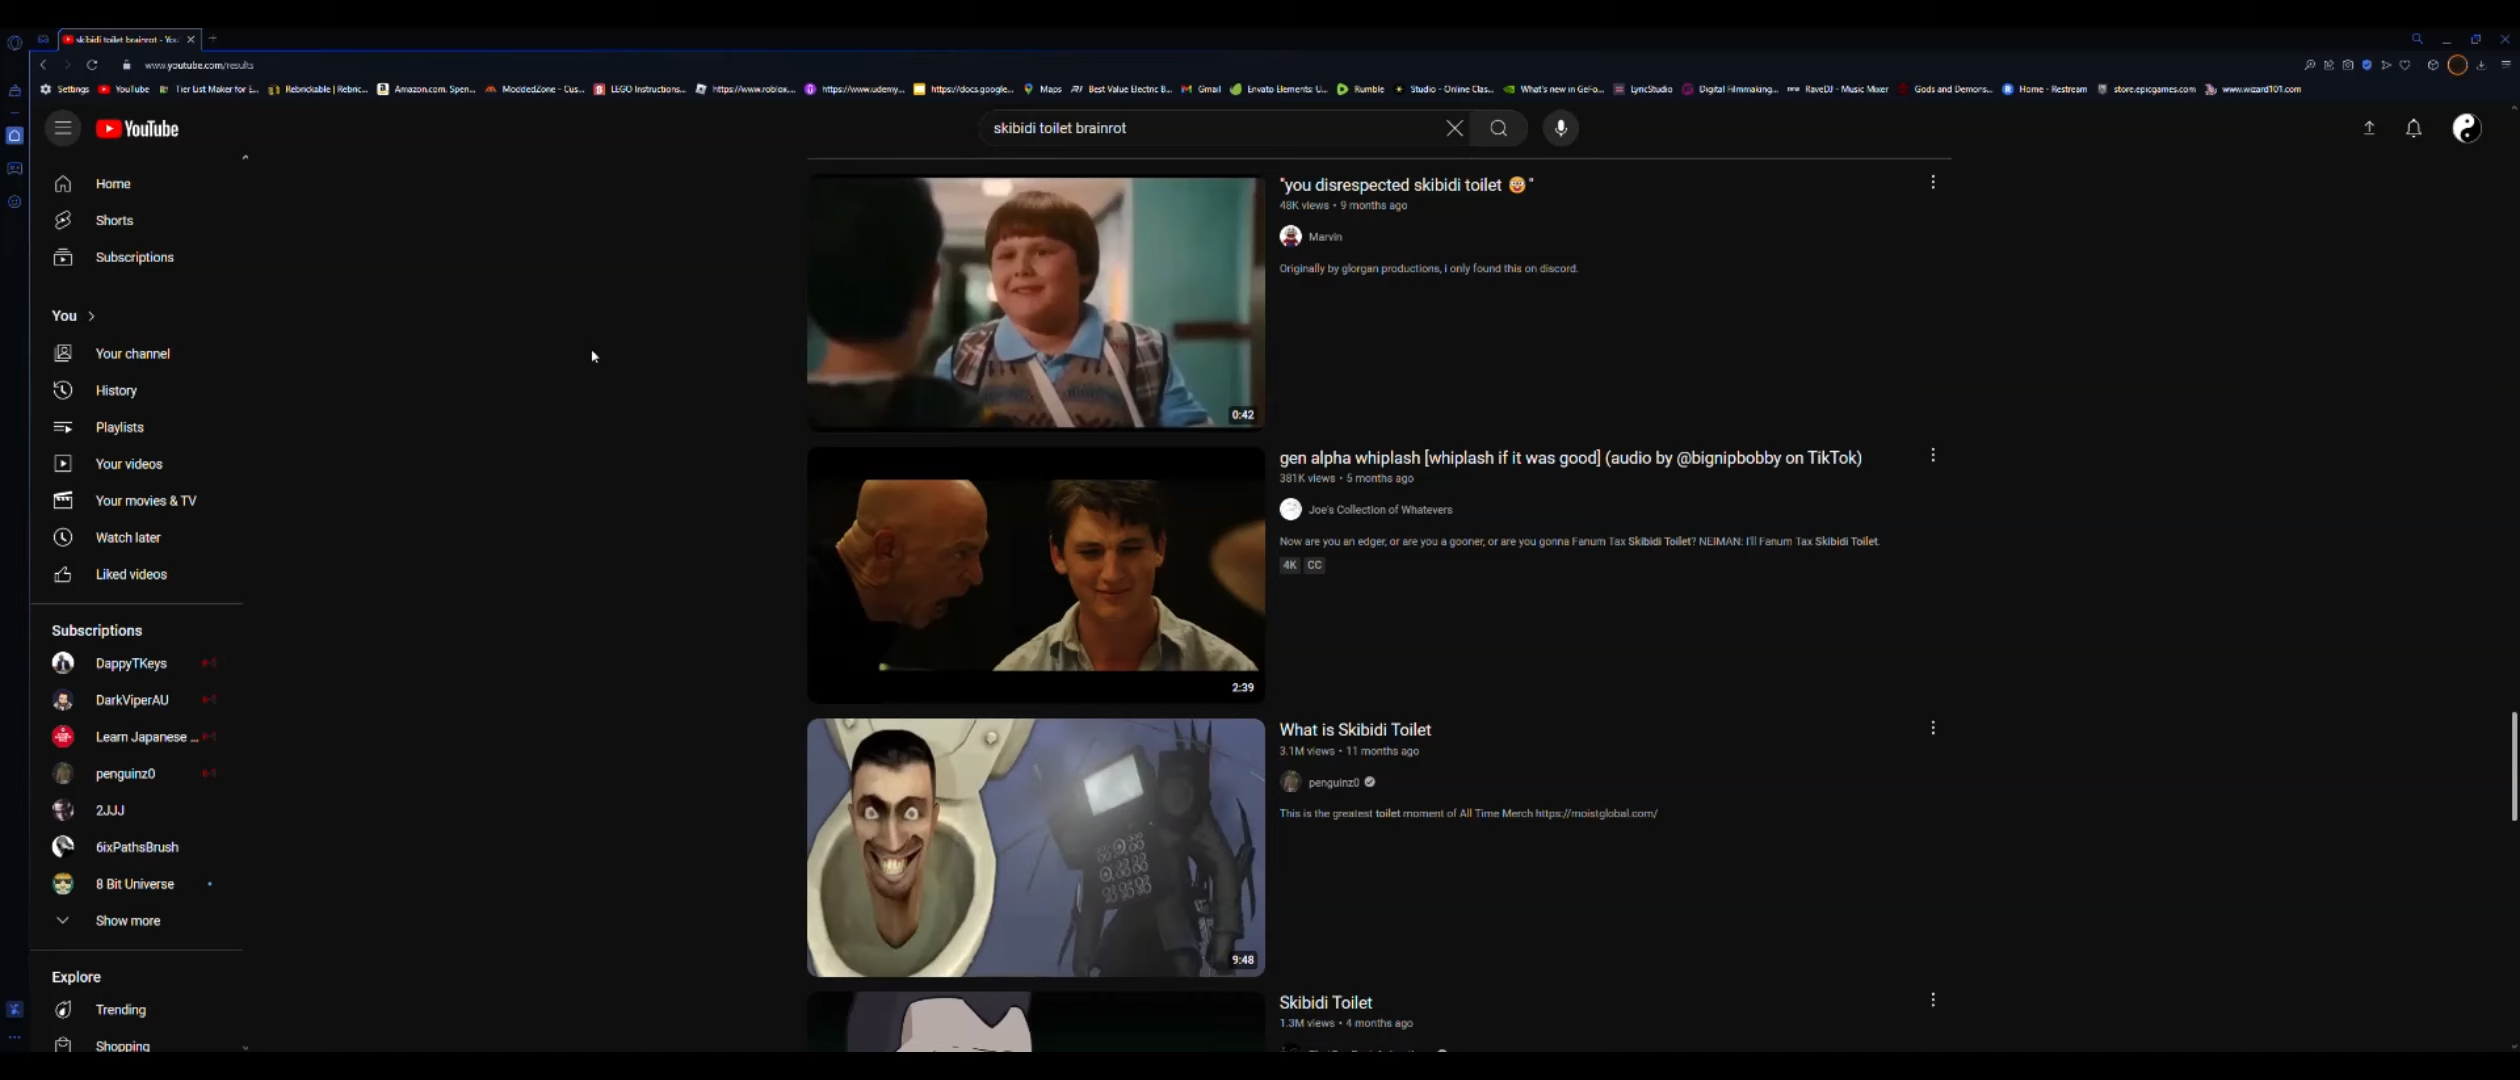 skibidi toilet brainrot - You
www.youtube.com/results
Settings YouTube Tier List Maker for E... Rebrickable | Rebric... Amazon.com. Spen... ModdedZone - Cus... LEGO Instructions... https://www.roblox... https://www.udemy... https://docs.google... Maps Best Value Electric B... Gmail Envato Elements: U... Rumble Studio - Online Clas... What's new in GeFo... LyricStudio Digital Filmmaking... RaveDJ - Music Mixer Gods and Demons... Home - Restream store.epicgames.com www.wizard101.com
YouTube
skibidi toilet brainrot
Home
Shorts
Subscriptions
You
Your channel
History
Playlists
Your videos
Your movies & TV
Watch later
Liked videos
Subscriptions
DappyTKeys
DarkViperAU
Learn Japanese ...
penguinz0
2JJJ
6ixPathsBrush
8 Bit Universe
Show more
Explore
Trending
Shopping
"you disrespected skibidi toilet 🤡"
48K views • 9 months ago
Marvin
Originally by glorgan productions, i only found this on discord.
0:42
gen alpha whiplash [whiplash if it was good] (audio by @bignipbobby on TikTok)
381K views • 5 months ago
Joe's Collection of Whatevers
Now are you an edger, or are you a gooner, or are you gonna Fanum Tax Skibidi Toilet? NEIMAN: I'll Fanum Tax Skibidi Toilet.
4K CC
2:39
What is Skibidi Toilet
3.1M views • 11 months ago
penguinz0
This is the greatest toilet moment of All Time Merch https://moistglobal.com/
9:48
Skibidi Toilet
1.3M views • 4 months ago